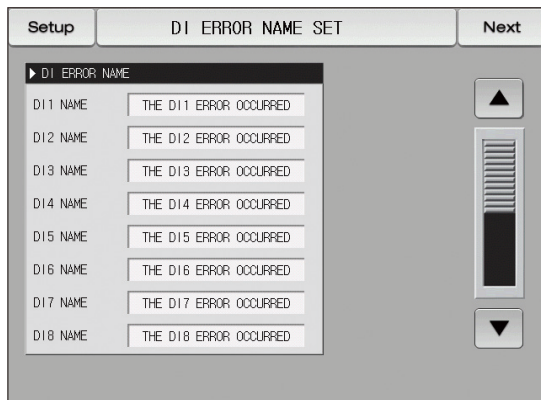 Setup DI ERROR NAME SET Next
▶ DI ERROR NAME
DI1 NAME THE DI1 ERROR OCCURRED
DI2 NAME THE DI2 ERROR OCCURRED
DI3 NAME THE DI3 ERROR OCCURRED
DI4 NAME THE DI4 ERROR OCCURRED
DI5 NAME THE DI5 ERROR OCCURRED
DI6 NAME THE DI6 ERROR OCCURRED
DI7 NAME THE DI7 ERROR OCCURRED
DI8 NAME THE DI8 ERROR OCCURRED